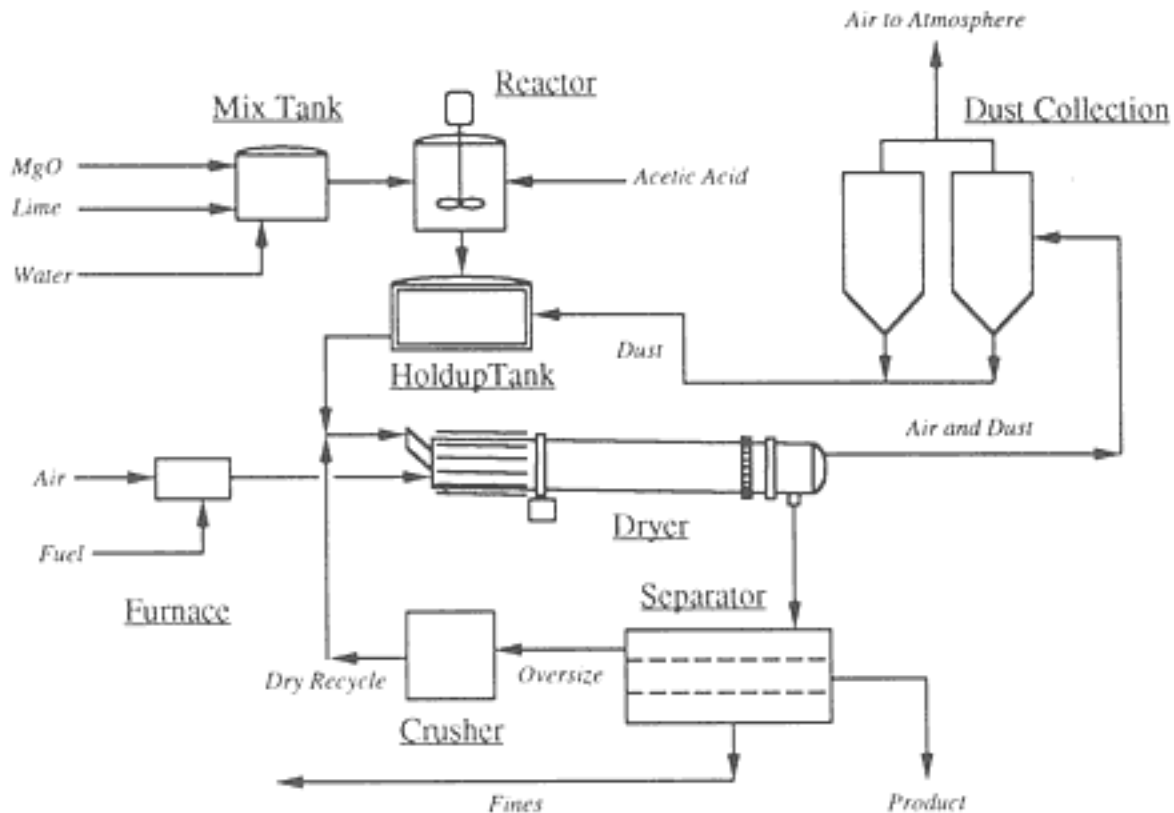 Air to Atmosphere
Reactor
Mix Tank
Dust Collection
MgO
Acetic Acid
Lime
Water
Dust
HoldupTank
Air and Dust
Air
Dryer
Fuel
Separator
Furnace
Dry Recycle
Oversize
Crusher
Fines
Product